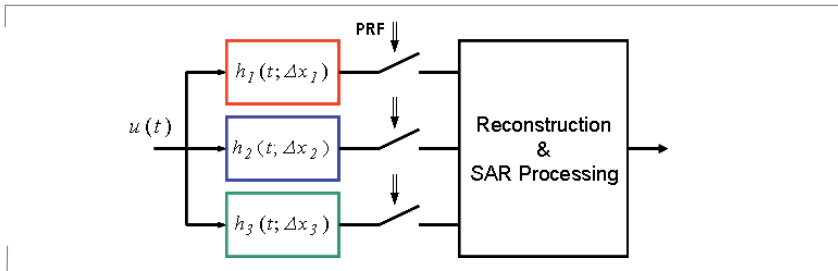 PRF
h₁(t; Δx₁)
u(t)
h₂(t; Δx₂)
h₃(t; Δx₃)
Reconstruction
&
SAR Processing